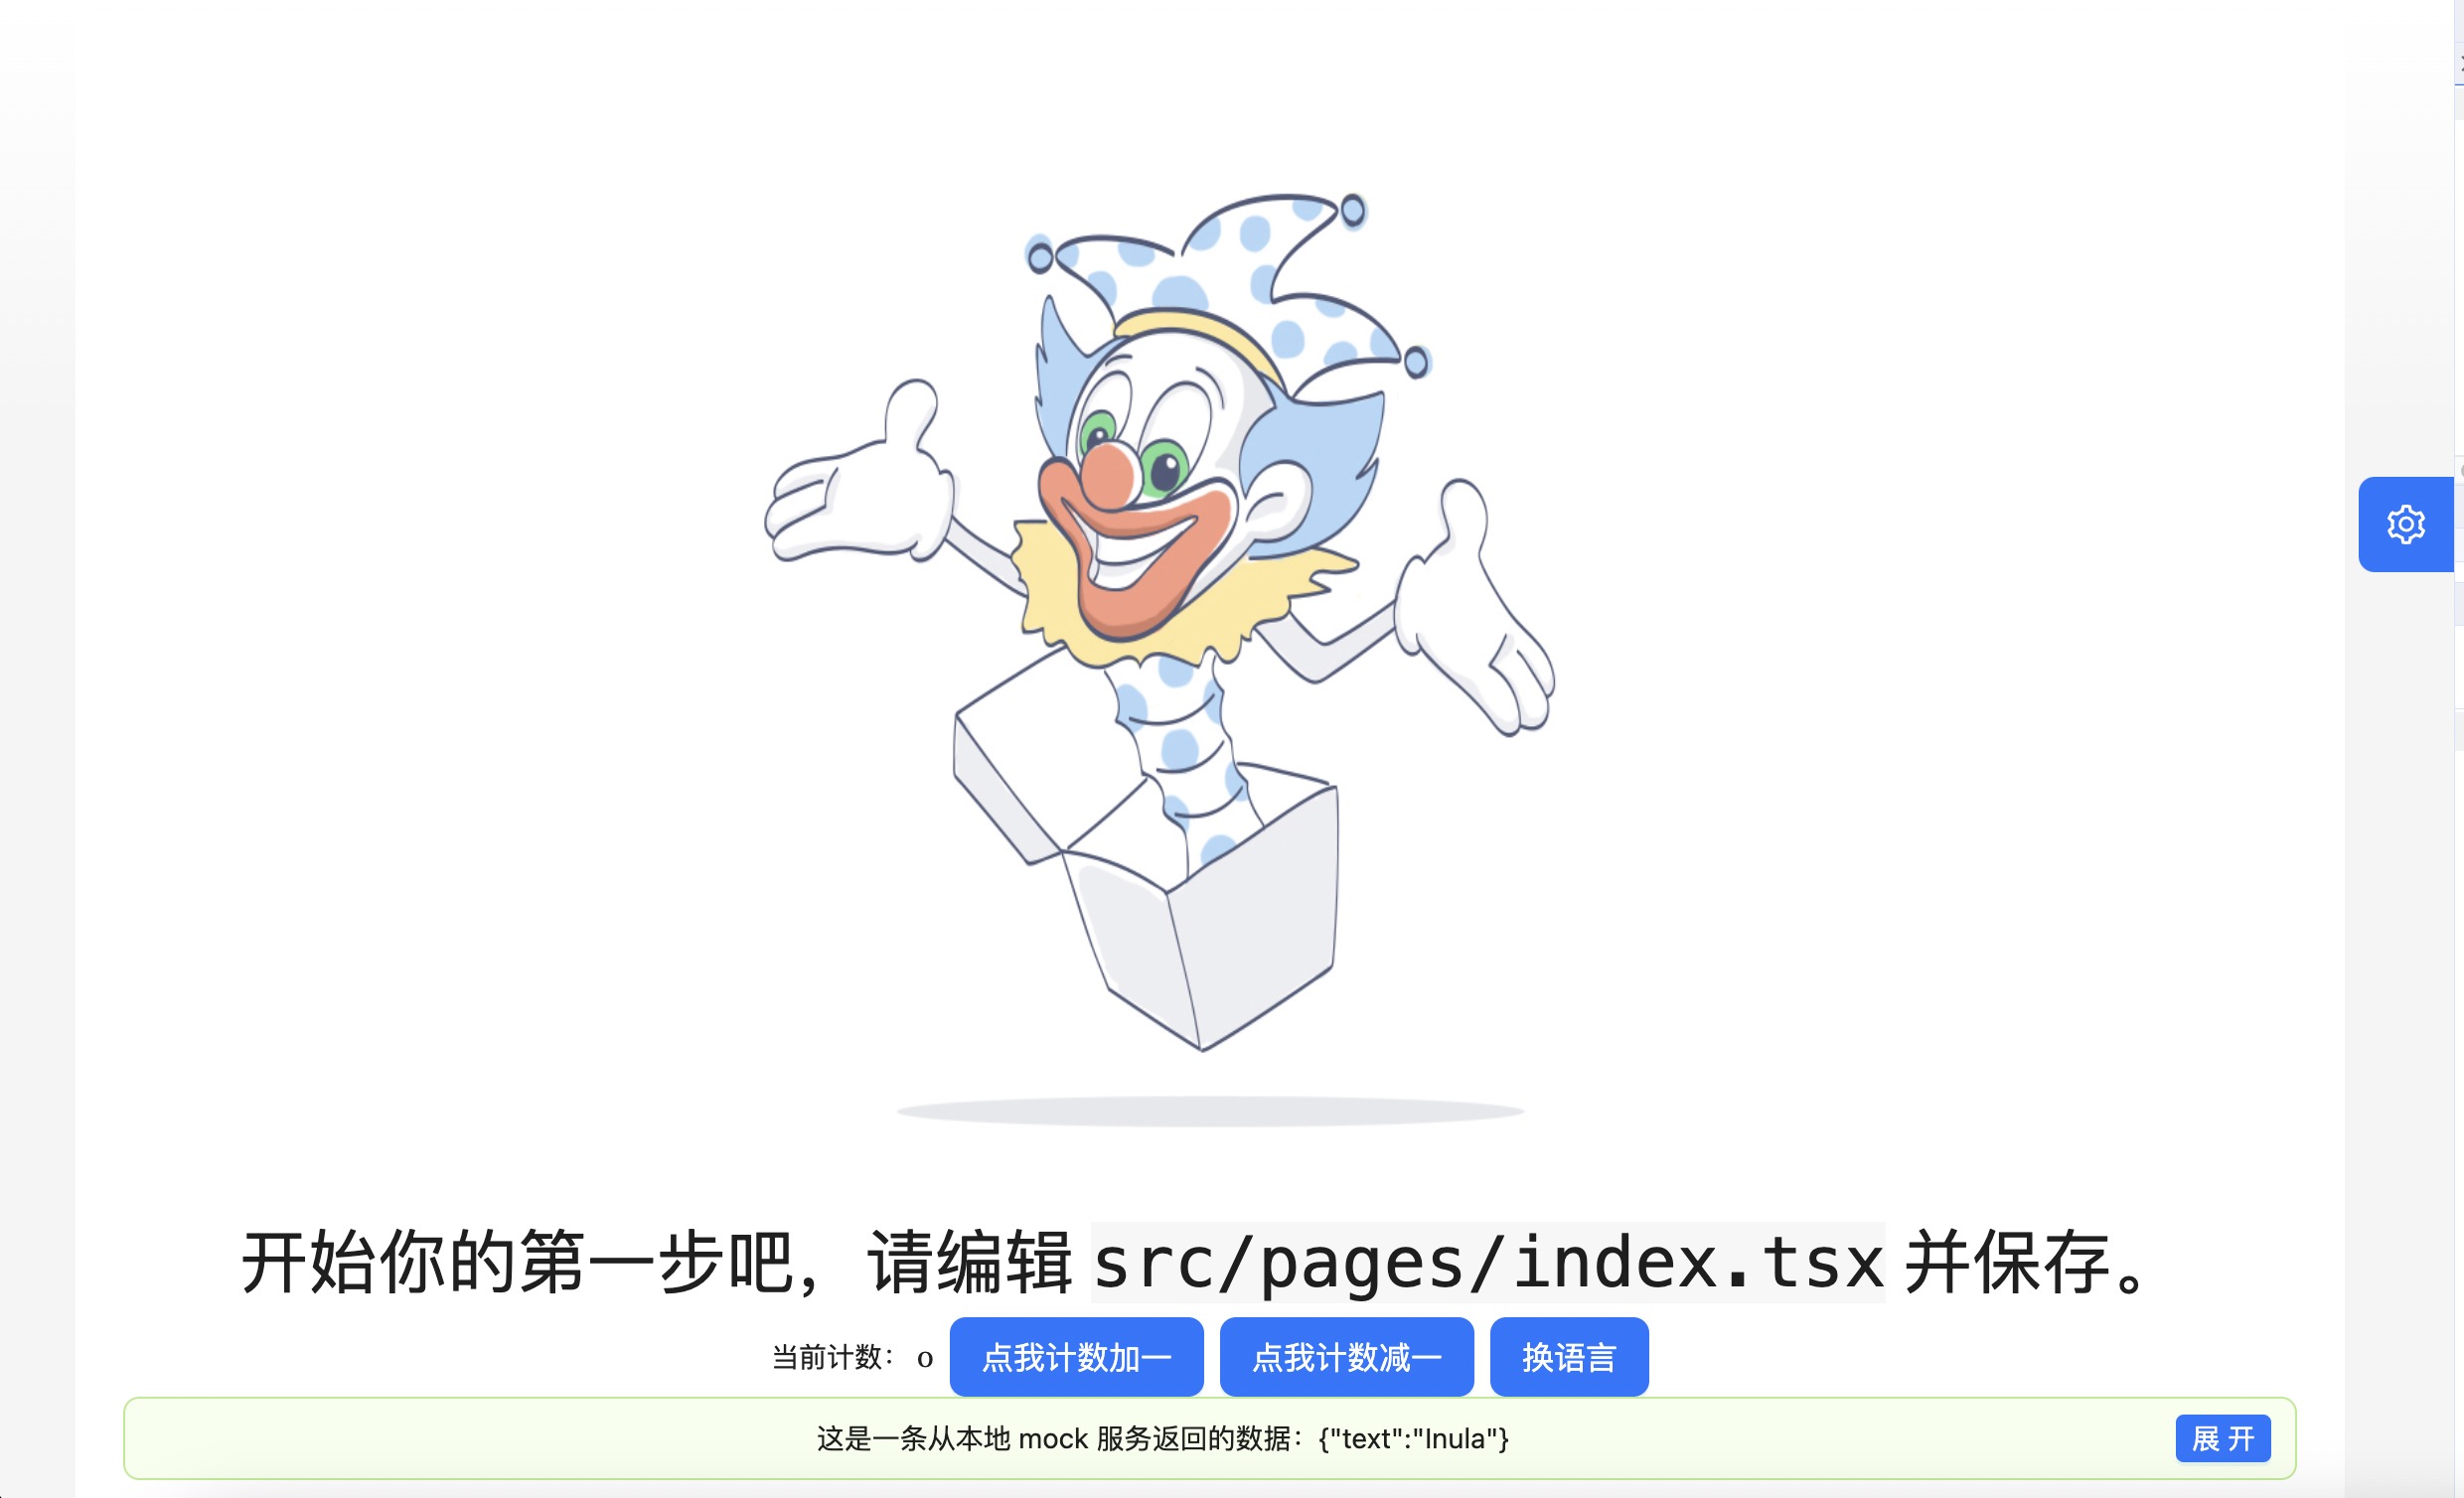 开始你的第一步吧，请编辑 src/pages/index.tsx 并保存。
当前计数： 0 点我计数加一 点我计数减一 换语言
这是一条从本地 mock 服务返回的数据：{"text":"Inula"} 展 开